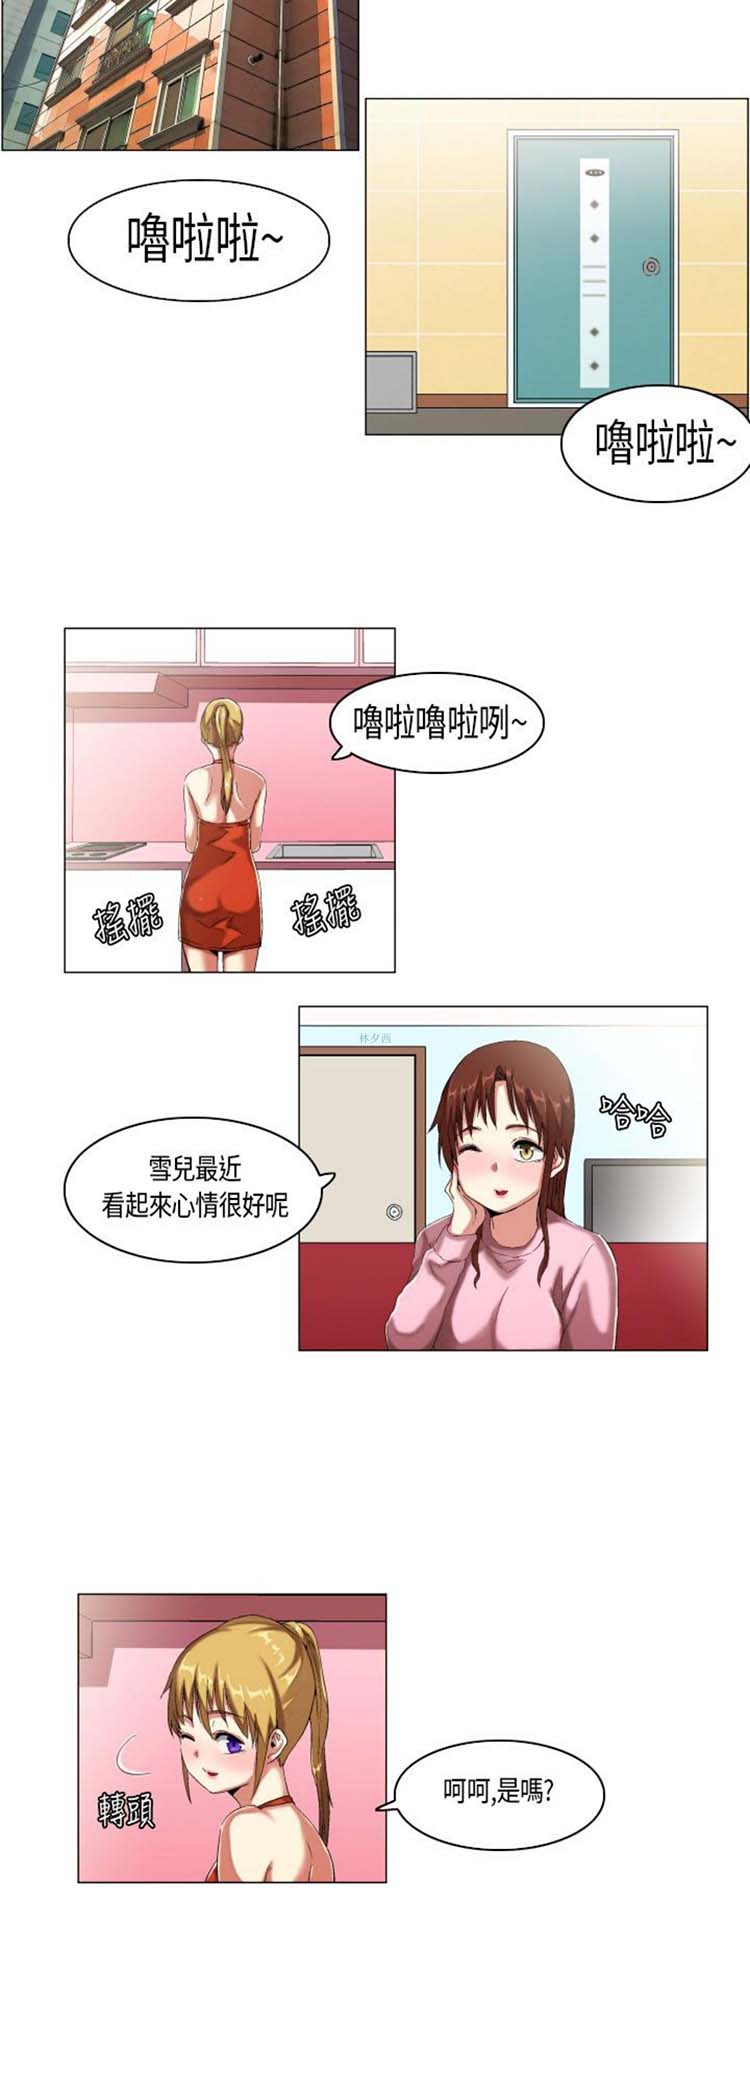 嚕啦啦~
嚕啦啦~
嚕啦嚕啦咧~
搖擺
搖擺
林夕西
哈哈
雪兒最近
看起來心情很好呢
轉頭
呵呵,是嗎?